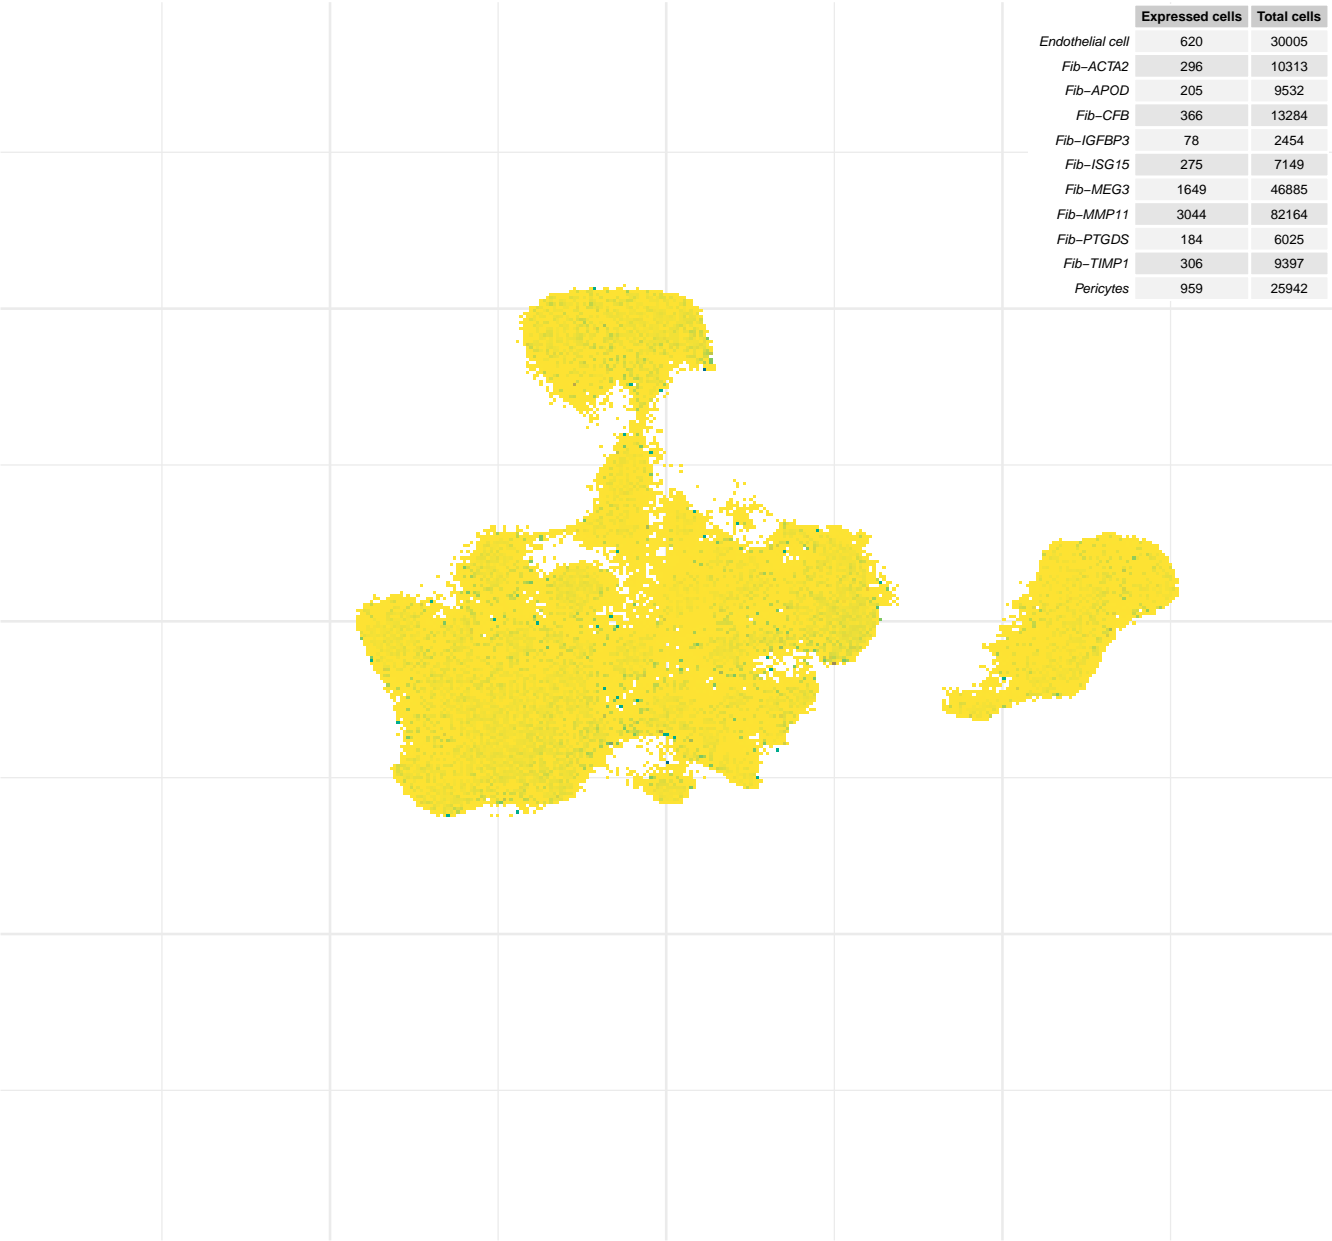 Expressed cells Total cells
Endothelial cell 620 30005
Fib−ACTA2 296 10313
Fib−APOD 205 9532
Fib−CFB 366 13284
Fib−IGFBP3 78 2454
Fib−ISG15 275 7149
Fib−MEG3 1649 46885
Fib−MMP11 3044 82164
Fib−PTGDS 184 6025
Fib−TIMP1 306 9397
Pericytes 959 25942